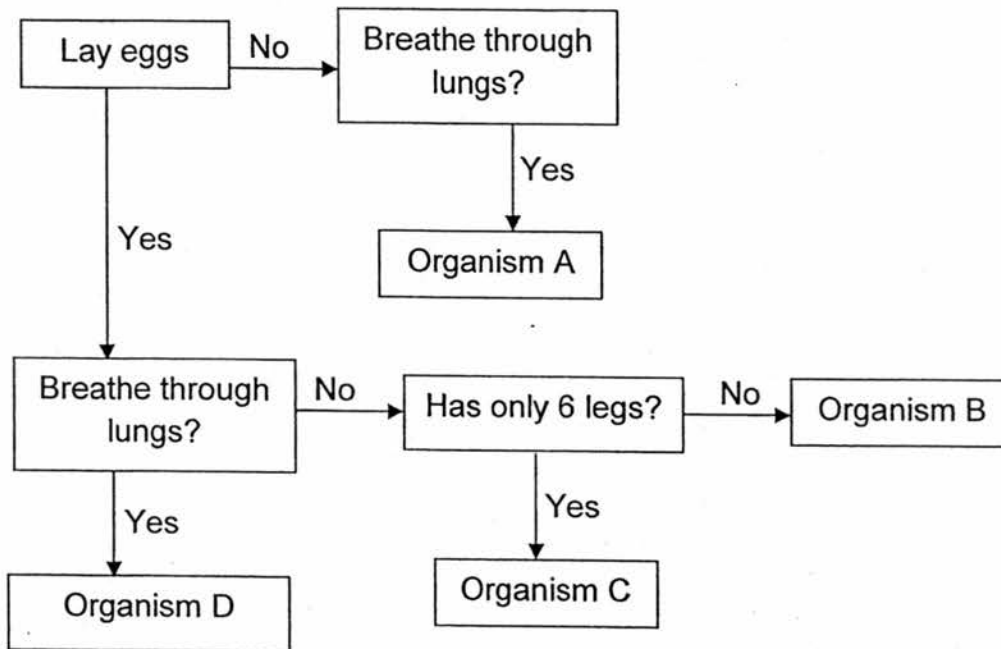 Lay eggs
No
Breathe through
lungs?
Yes
Organism A
Yes
Breathe through
lungs?
No
Has only 6 legs?
No
Organism B
Yes
Organism D
Yes
Organism C